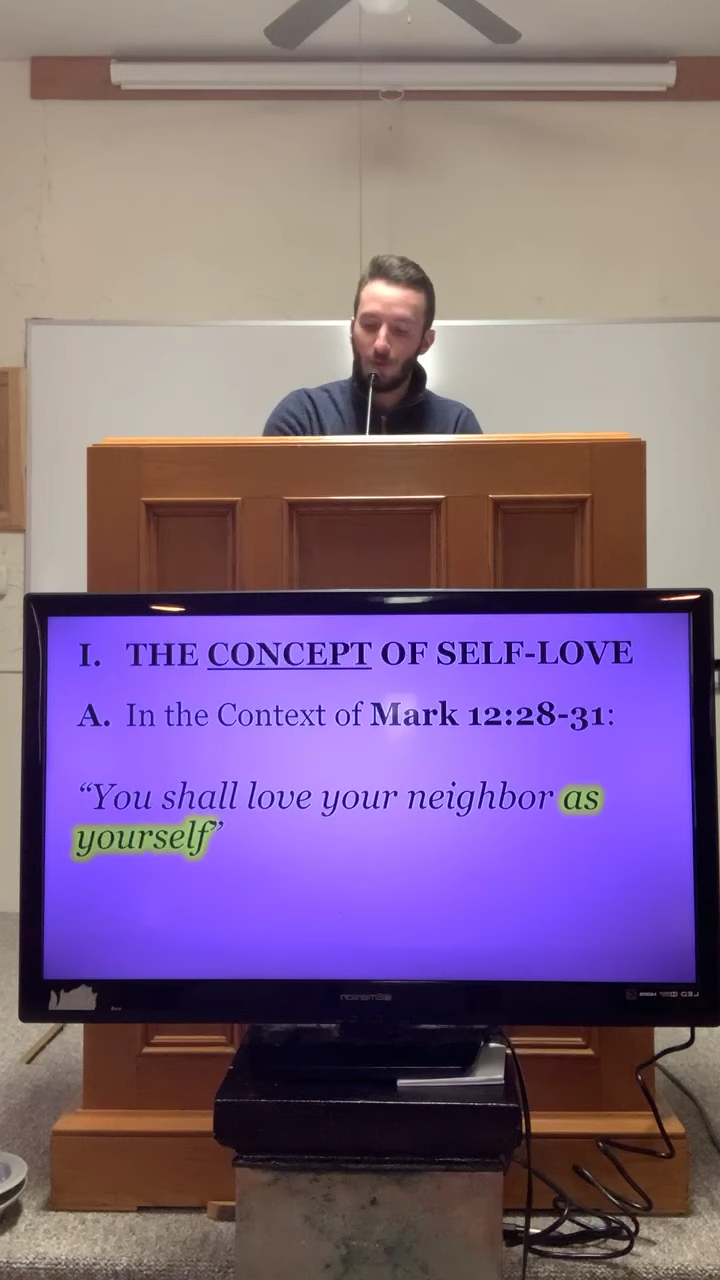 I. THE CONCEPT OF SELF-LOVE
A. In the Context of Mark 12:28-31:
“You shall love your neighbor as
yourself”